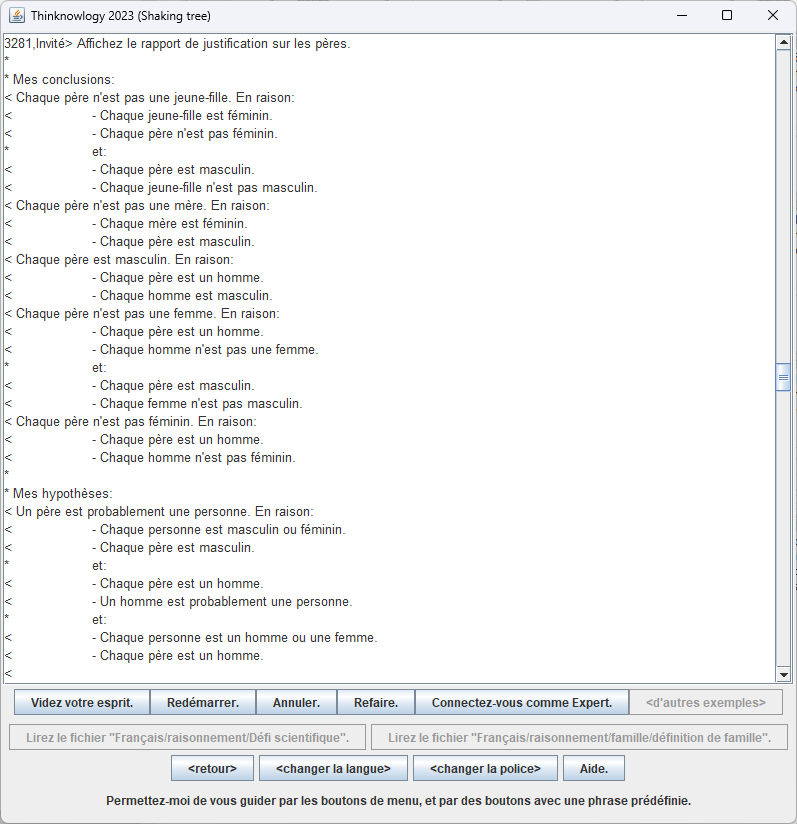 Thinknowlogy 2023 (Shaking tree)
3281,Invité> Affichez le rapport de justification sur les pères.
*
* Mes conclusions:
< Chaque père n'est pas une jeune-fille. En raison:
< - Chaque jeune-fille est féminin.
< - Chaque père n'est pas féminin.
* et:
< - Chaque père est masculin.
< - Chaque jeune-fille n'est pas masculin.
< Chaque père n'est pas une mère. En raison:
< - Chaque mère est féminin.
< - Chaque père est masculin.
< Chaque père est masculin. En raison:
< - Chaque père est un homme.
< - Chaque homme est masculin.
< Chaque père n'est pas une femme. En raison:
< - Chaque père est un homme.
< - Chaque homme n'est pas une femme.
* et:
< - Chaque père est masculin.
< - Chaque femme n'est pas masculin.
< Chaque père n'est pas féminin. En raison:
< - Chaque père est un homme.
< - Chaque homme n'est pas féminin.
*
* Mes hypothèses:
< Un père est probablement une personne. En raison:
< - Chaque personne est masculin ou féminin.
< - Chaque père est masculin.
* et:
< - Chaque père est un homme.
< - Un homme est probablement une personne.
* et:
< - Chaque personne est un homme ou une femme.
< - Chaque père est un homme.
<
Videz votre esprit. Redémarrer. Annuler. Refaire. Connectez-vous comme Expert. <d'autres exemples>
Lirez le fichier "Français/raisonnement/Défi scientifique". Lirez le fichier "Français/raisonnement/famille/définition de famille".
<retour> <changer la langue> <changer la police> Aide.
Permettez-moi de vous guider par les boutons de menu, et par des boutons avec une phrase prédéfinie.